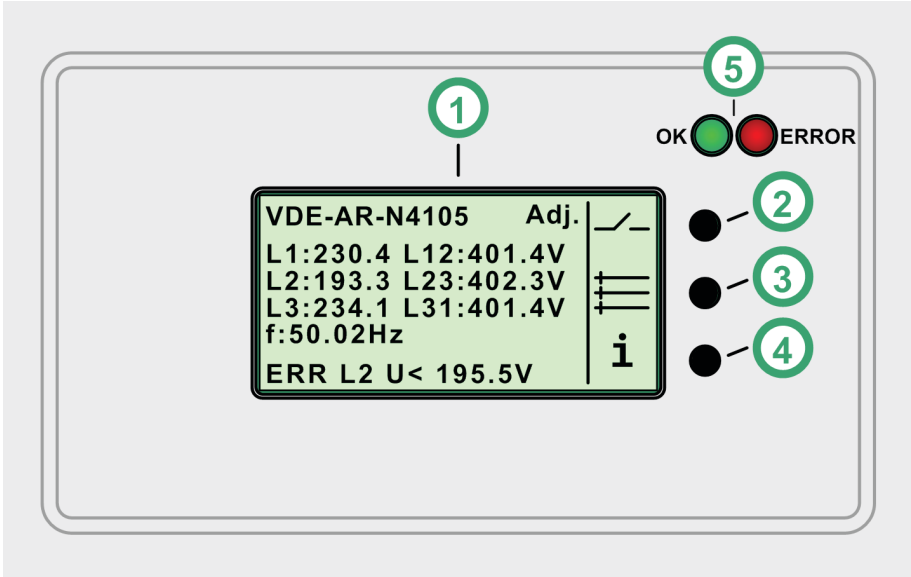 5
1
OK ERROR
2
VDE-AR-N4105 Adj.
L1:230.4 L12:401.4V
3
L2:193.3 L23:402.3V
L3:234.1 L31:401.4V
f:50.02Hz
i
4
ERR L2 U< 195.5V